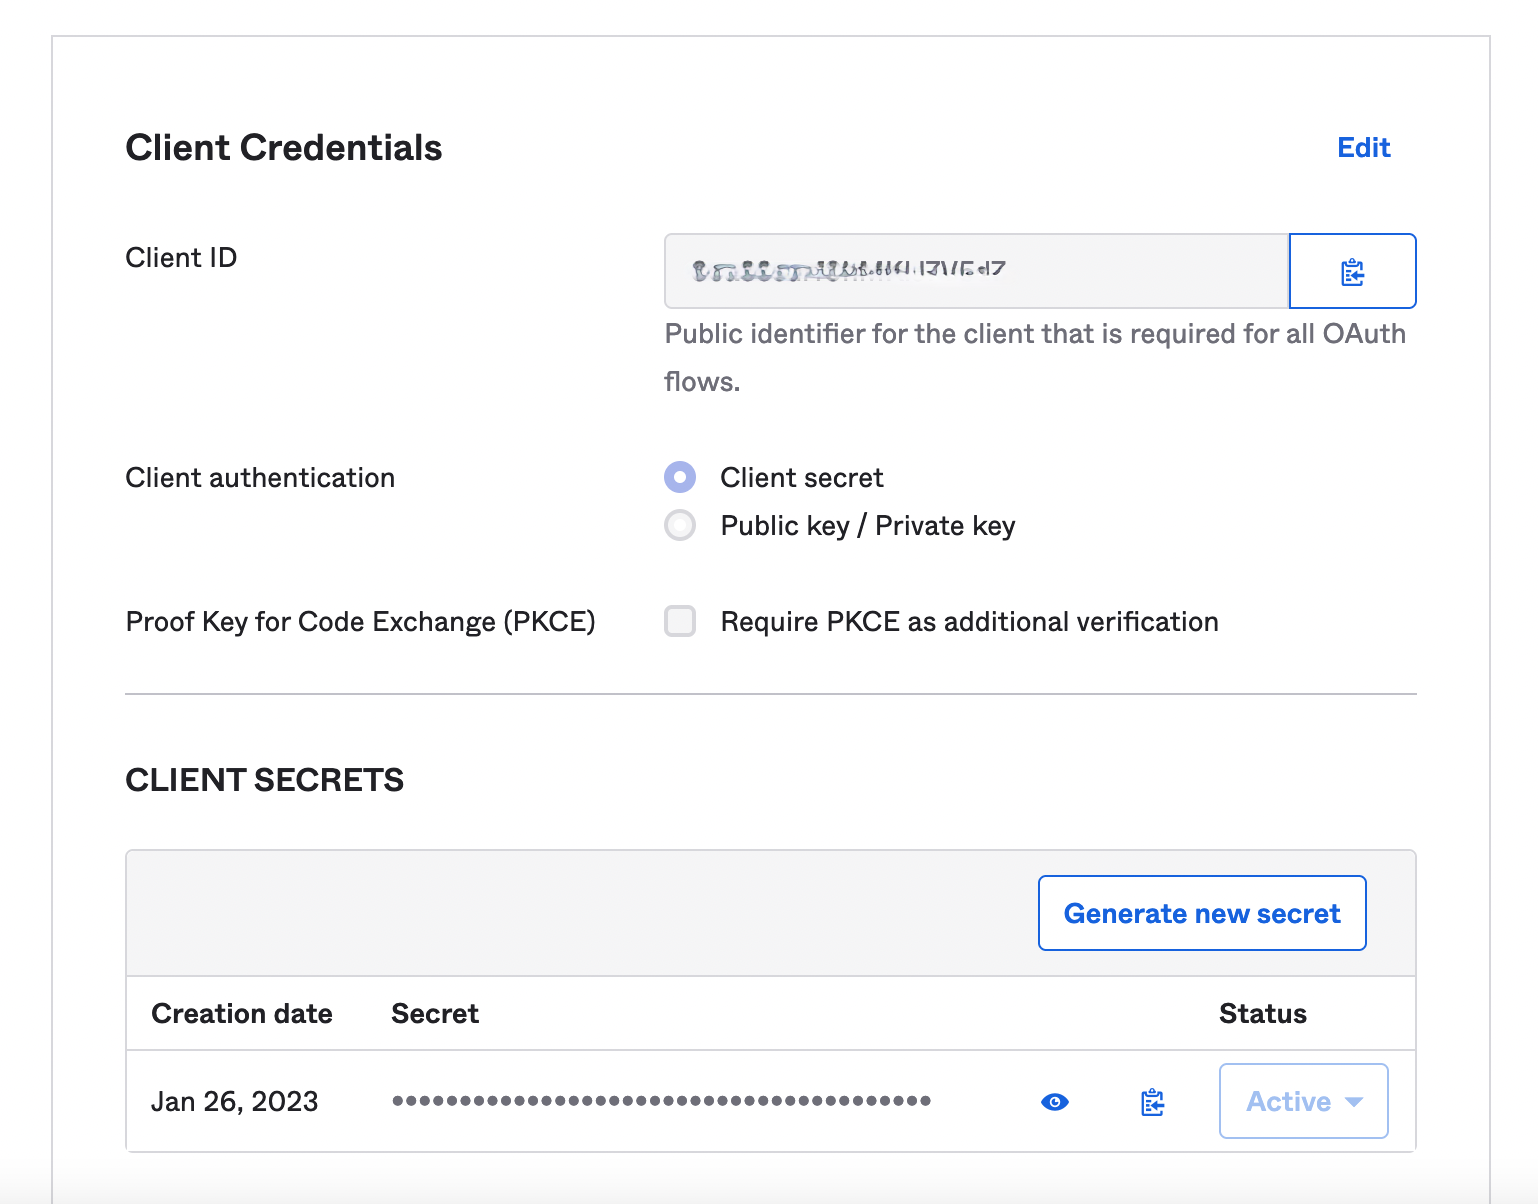 Client Credentials
Edit
Client ID
Public identifier for the client that is required for all OAuth
flows.
Client authentication
Client secret
Public key / Private key
Proof Key for Code Exchange (PKCE)
Require PKCE as additional verification
CLIENT SECRETS
Generate new secret
Creation date
Secret
Status
Jan 26, 2023
••••••••••••••••••••••••••••••••••••••••
Active